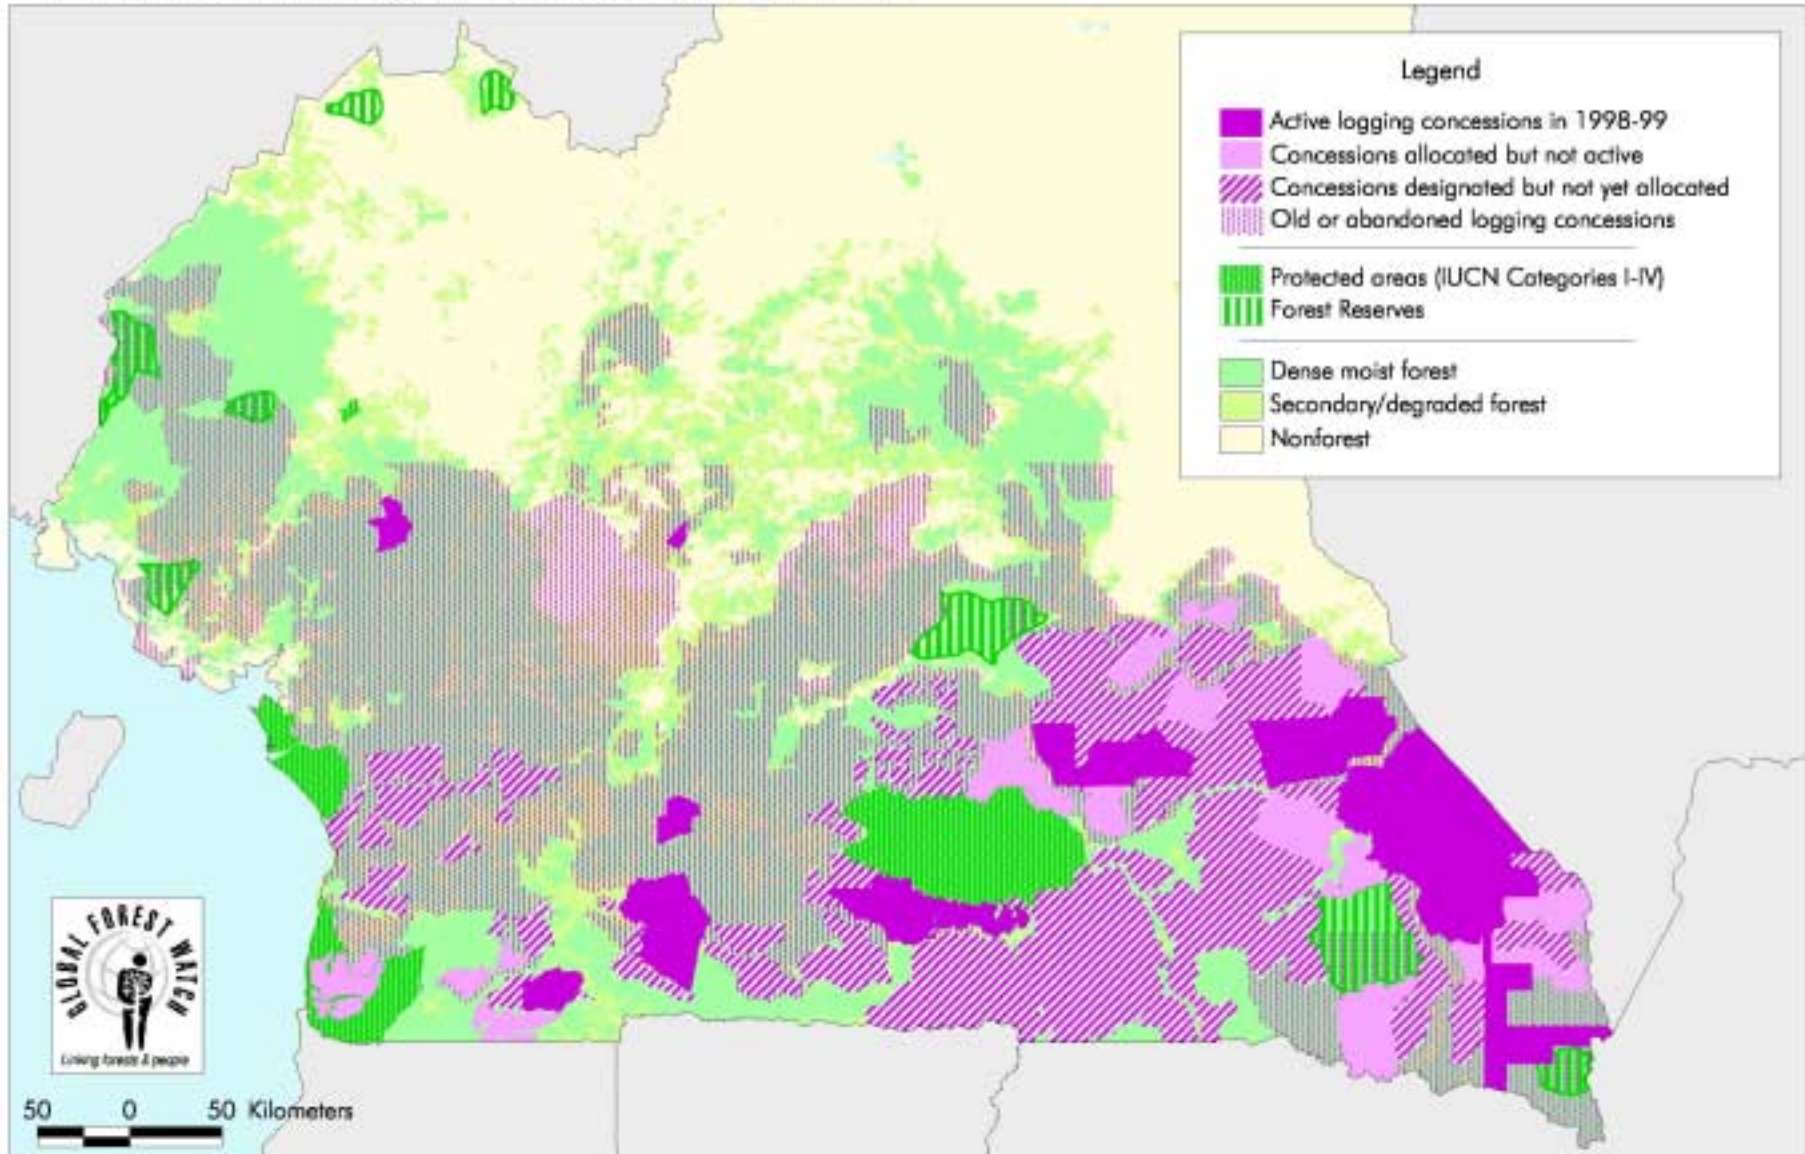 Legend
Active logging concessions in 1998-99
Concessions allocated but not active
Concessions designated but not yet allocated
Old or abandoned logging concessions
Protected areas (IUCN Categories I-IV)
Forest Reserves
Dense moist forest
Secondary/degraded forest
Nonforest
GLOBAL FOREST WATCH
Linking forests & people
50 0 50 Kilometers